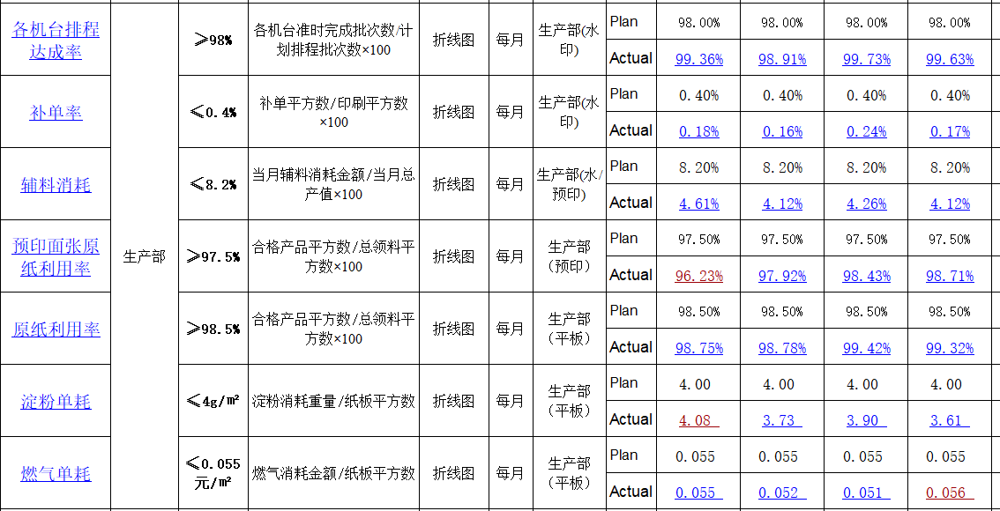 各机台排程
达成率
≥98%
各机台准时完成批次数/计
划排程批次数×100
折线图
每月
生产部(水
印)
Plan
98.00%
98.00%
98.00%
98.00%
Actual
99.36%
98.91%
99.73%
99.63%
补单率
≤0.4%
补单平方数/印刷平方数
×100
折线图
每月
生产部(水
印)
Plan
0.40%
0.40%
0.40%
0.40%
Actual
0.18%
0.16%
0.24%
0.17%
辅料消耗
≤8.2%
当月辅料消耗金额/当月总
产值×100
折线图
每月
生产部(水/
预印)
Plan
8.20%
8.20%
8.20%
8.20%
Actual
4.61%
4.12%
4.26%
4.12%
预印面张原
纸利用率
生产部
≥97.5%
合格产品平方数/总领料平
方数×100
折线图
每月
生产部
（预印）
Plan
97.50%
97.50%
97.50%
97.50%
Actual
96.23%
97.92%
98.43%
98.71%
原纸利用率
≥98.5%
合格产品平方数/总领料平
方数×100
折线图
每月
生产部
（平板）
Plan
98.50%
98.50%
98.50%
98.50%
Actual
98.75%
98.78%
99.42%
99.32%
淀粉单耗
≤4g/㎡
淀粉消耗重量/纸板平方数
折线图
每月
生产部
（平板）
Plan
4.00
4.00
4.00
4.00
Actual
4.08
3.73
3.90
3.61
燃气单耗
≤0.055
元/㎡
燃气消耗金额/纸板平方数
折线图
每月
生产部
（平板）
Plan
0.055
0.055
0.055
0.055
Actual
0.055
0.052
0.051
0.056